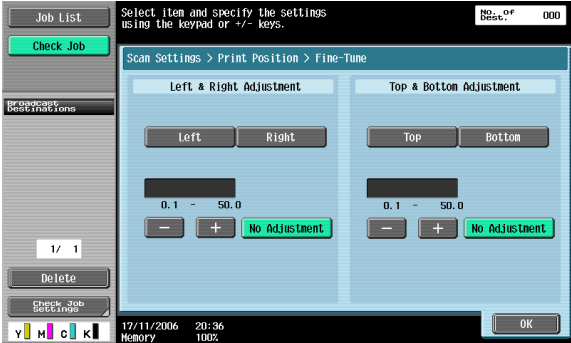 Job List
Check Job
Broadcast
Destinations
1/ 1
Delete
Check Job
Settings
Y M C K
Select item and specify the settings
using the keypad or +/- keys.
No. of
Dest. 000
Scan Settings > Print Position > Fine-Tune
Left & Right Adjustment
Left Right
0.1 - 50.0
- + No Adjustment
Top & Bottom Adjustment
Top Bottom
0.1 - 50.0
- + No Adjustment
17/11/2006 20:36
Memory 100%
OK